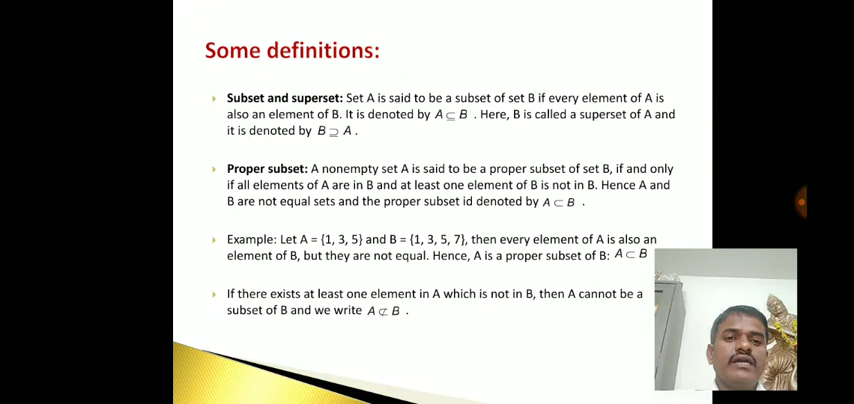 Some definitions:
Subset and superset: Set A is said to be a subset of set B if every element of A is
also an element of B. It is denoted by A ⊆ B . Here, B is called a superset of A and
it is denoted by B ⊇ A .
Proper subset: A nonempty set A is said to be a proper subset of set B, if and only
if all elements of A are in B and at least one element of B is not in B. Hence A and
B are not equal sets and the proper subset id denoted by A ⊂ B .
Example: Let A = {1, 3, 5} and B = {1, 3, 5, 7}, then every element of A is also an
element of B, but they are not equal. Hence, A is a proper subset of B: A ⊂ B
If there exists at least one element in A which is not in B, then A cannot be a
subset of B and we write A ⊄ B .